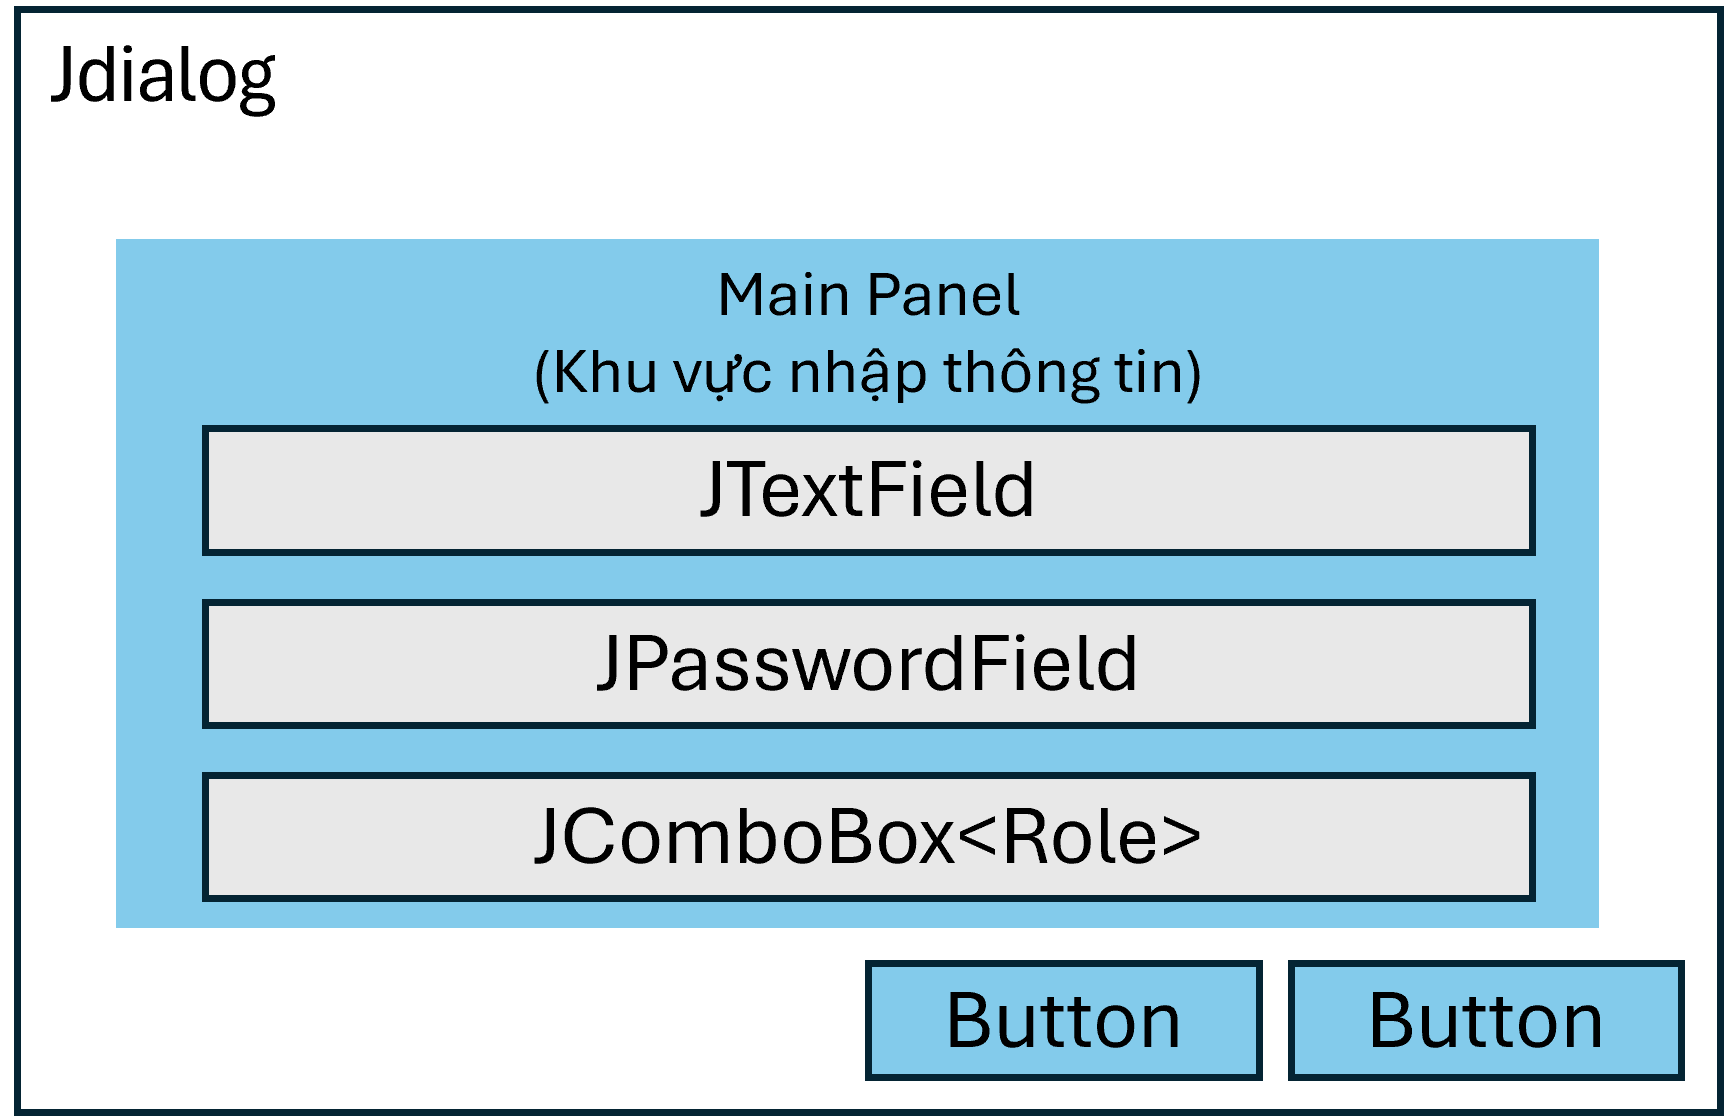 Jdialog
Main Panel
(Khu vực nhập thông tin)
JTextField
JPasswordField
JComboBox<Role>
Button Button